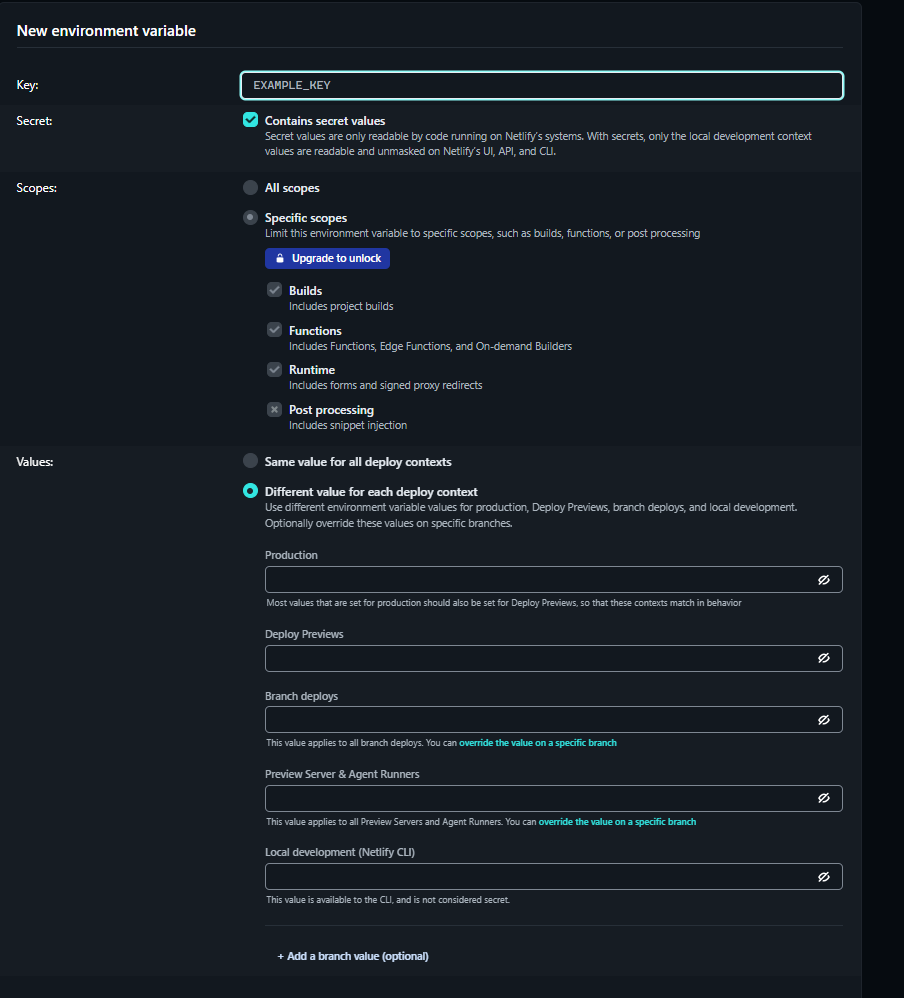 New environment variable
Key:
EXAMPLE_KEY
Secret:
Contains secret values
Secret values are only readable by code running on Netlify's systems. With secrets, only the local development context
values are readable and unmasked on Netlify's UI, API, and CLI.
Scopes:
All scopes
Specific scopes
Limit this environment variable to specific scopes, such as builds, functions, or post processing
Upgrade to unlock
Builds
Includes project builds
Functions
Includes Functions, Edge Functions, and On-demand Builders
Runtime
Includes forms and signed proxy redirects
Post processing
Includes snippet injection
Values:
Same value for all deploy contexts
Different value for each deploy context
Use different environment variable values for production, Deploy Previews, branch deploys, and local development.
Optionally override these values on specific branches.
Production
Most values that are set for production should also be set for Deploy Previews, so that these contexts match in behavior
Deploy Previews
Branch deploys
This value applies to all branch deploys. You can override the value on a specific branch
Preview Server & Agent Runners
This value applies to all Preview Servers and Agent Runners. You can override the value on a specific branch
Local development (Netlify CLI)
This value is available to the CLI, and is not considered secret.
+ Add a branch value (optional)